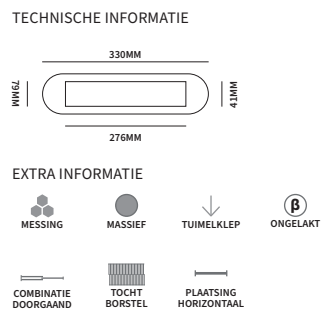 TECHNISCHE INFORMATIE
330MM
79MM
41MM
276MM
EXTRA INFORMATIE
β
MESSING
MASSIEF
TUIMELKLEP
ONGELAKT
COMBINATIE
DOORGAAND
TOCHT
BORSTEL
PLAATSING
HORIZONTAAL